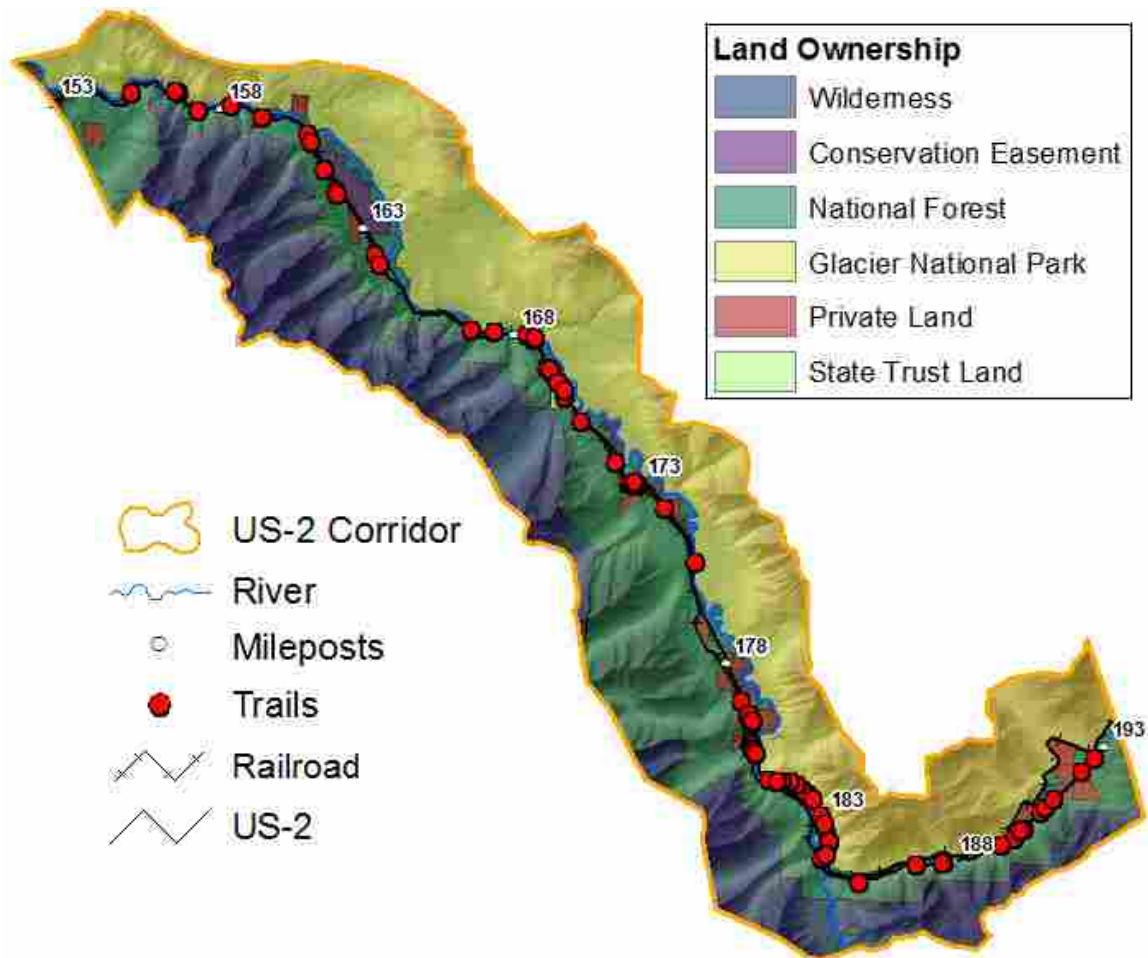 Land Ownership
Wilderness
Conservation Easement
National Forest
Glacier National Park
Private Land
State Trust Land
153
158
163
168
173
178
183
188
193
US-2 Corridor
River
Mileposts
Trails
Railroad
US-2